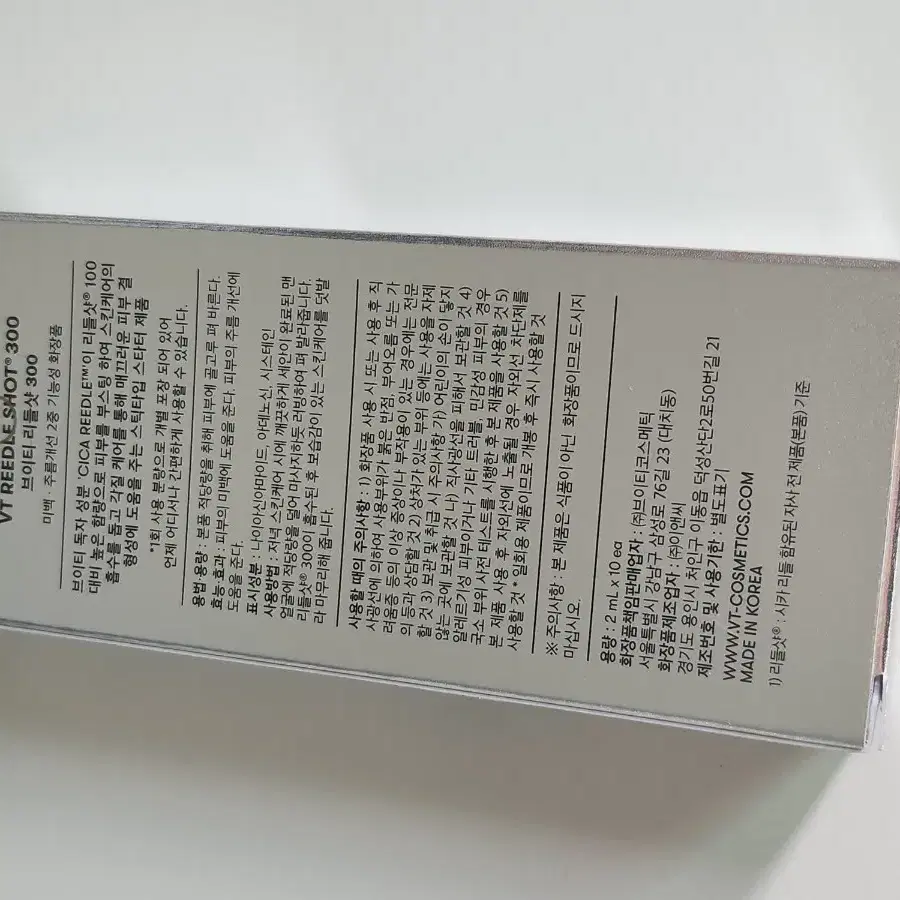 VT REEDLE SHOT® 300
브이티 리들샷 300
미백·주름개선 2중 기능성 화장품
브이티 독자 성분 'CICA REEDLE™'이 리들샷® 100
대비 높은 함량으로 피부를 부스팅 하여 스킨케어의
흡수를 돕고 각질 케어를 통해 매끄러운 피부 결
형성에 도움을 주는 스틱타입 스타터 제품
*1회 사용 분량으로 개별 포장 되어 있어
언제 어디서나 간편하게 사용할 수 있습니다.
용법·용량 : 본품 적당량을 취해 피부에 골고루 펴 바른다.
효능·효과 : 피부의 미백에 도움을 준다. 피부의 주름 개선에
도움을 준다.
표시성분 : 나이아신아마이드, 아데노신, 시스테인
사용방법 : 저녁 스킨케어 시에 깨끗하게 세안이 완료된 맨
얼굴에 적당량을 덜어 마사지하듯 러빙하여 펴 발라줍니다.
리들샷® 300이 흡수된 후 보습감이 있는 스킨케어를 덧발
라 마무리해 줍니다.
사용할 때의 주의사항 : 1) 화장품 사용 시 또는 사용 후 직
사광선에 의하여 사용부위가 붉은 반점, 부어오름 또는 가
려움증 등의 이상 증상이나 부작용이 있는 경우에는 전문
의 등과 상담할 것 2) 상처가 있는 부위 등에는 사용을 자제
할 것 3) 보관 및 취급 시 주의사항 가) 어린이의 손이 닿지
않는 곳에 보관할 것 나) 직사광선을 피해서 보관할 것 4)
알레르기성 피부이거나 기타 트러블, 민감성 피부의 경우
국소 부위 사전 테스트를 시행한 후 본 제품을 사용할 것 5)
본 제품 사용 후 자외선에 노출될 경우, 자외선 차단제를
사용할 것 * 일회용 제품이므로 개봉 후 즉시 사용할 것
※ 주의사항 : 본 제품은 식품이 아닌 화장품이므로 드시지
마십시오.
용량 : 2 mL x 10 ea
화장품책임판매업자 : ㈜브이티코스메틱
서울특별시 강남구 삼성로 76길 23 (대치동)
화장품제조업자 : ㈜이앤씨
경기도 용인시 처인구 이동읍 덕성산단2로50번길 21
제조번호 및 사용기한 : 별도표기
WWW.VT-COSMETICS.COM
MADE IN KOREA
1) 리들샷® : 시카 리들 함유된 자사 전 제품(본품) 기준